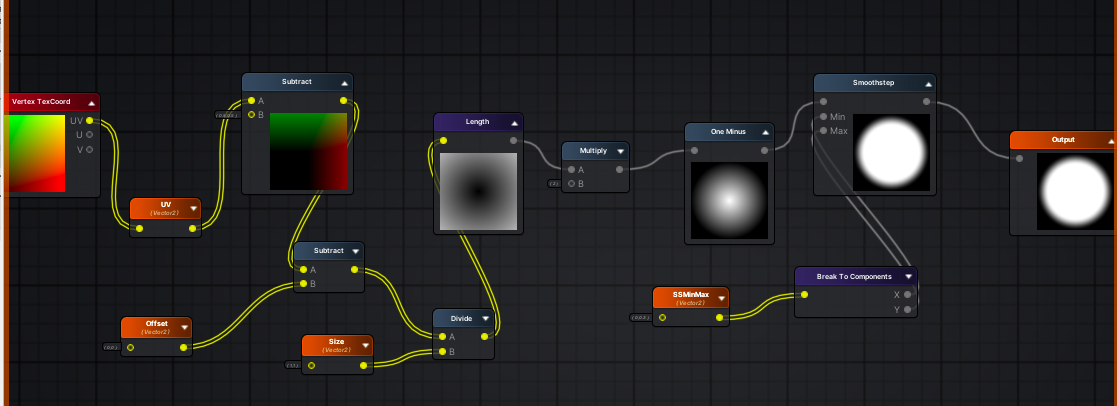 Vertex TexCoord
UV
U
V
UV
(Vector2)
Subtract
A
B
Subtract
A
B
Offset
(Vector2)
Size
(Vector2)
Divide
A
B
Length
Multiply
A
B
One Minus
Smoothstep
Min
Max
SSMinMax
(Vector2)
Break To Components
X
Y
Output